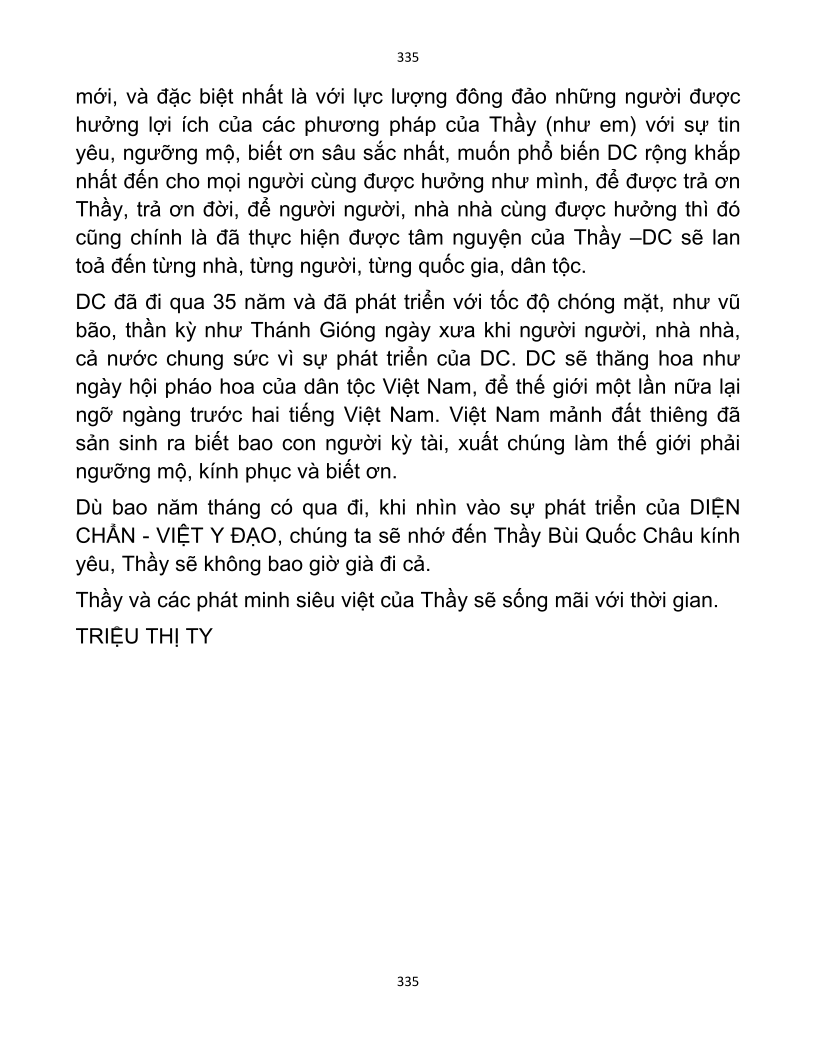 335
mới, và đặc biệt nhất là với lực lượng đông đảo những người được
hưởng lợi ích của các phương pháp của Thầy (như em) với sự tin
yêu, ngưỡng mộ, biết ơn sâu sắc nhất, muốn phổ biến DC rộng khắp
nhất đến cho mọi người cùng được hưởng như mình, để được trả ơn
Thầy, trả ơn đời, để người người, nhà nhà cùng được hưởng thì đó
cũng chính là đã thực hiện được tâm nguyện của Thầy –DC sẽ lan
toả đến từng nhà, từng người, từng quốc gia, dân tộc.
DC đã đi qua 35 năm và đã phát triển với tốc độ chóng mặt, như vũ
bão, thần kỳ như Thánh Gióng ngày xưa khi người người, nhà nhà,
cả nước chung sức vì sự phát triển của DC. DC sẽ thăng hoa như
ngày hội pháo hoa của dân tộc Việt Nam, để thế giới một lần nữa lại
ngỡ ngàng trước hai tiếng Việt Nam. Việt Nam mảnh đất thiêng đã
sản sinh ra biết bao con người kỳ tài, xuất chúng làm thế giới phải
ngưỡng mộ, kính phục và biết ơn.
Dù bao năm tháng có qua đi, khi nhìn vào sự phát triển của DIỆN
CHẨN - VIỆT Y ĐẠO, chúng ta sẽ nhớ đến Thầy Bùi Quốc Châu kính
yêu, Thầy sẽ không bao giờ già đi cả.
Thầy và các phát minh siêu việt của Thầy sẽ sống mãi với thời gian.
TRIỆU THỊ TY
335